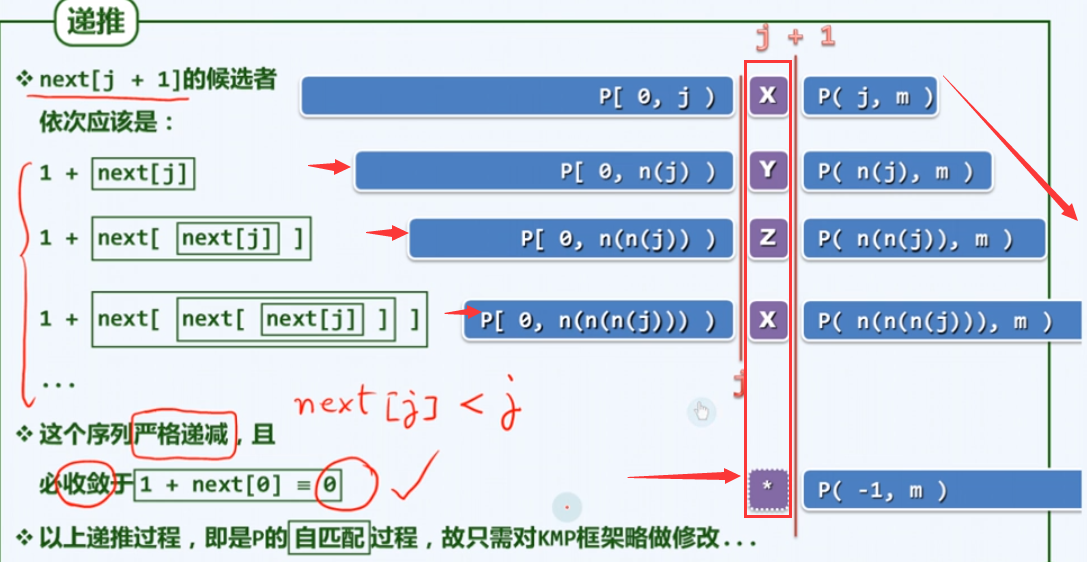 递推
j + 1
❖ next[j + 1]的候选者
依次应该是：
P[ 0, j ) X P( j, m )
1 + next[j] P[ 0, n(j) ) Y P( n(j), m )
1 + next[ next[j] ] P[ 0, n(n(j)) ) Z P( n(n(j)), m )
1 + next[ next[ next[j] ] ] P[ 0, n(n(n(j))) ) X P( n(n(n(j))), m )
...
j
next[j] < j
❖ 这个序列严格递减，且
必收敛于 1 + next[0] ≡ 0
* P( -1, m )
❖ 以上递推过程，即是P的自匹配过程，故只需对KMP框架略做修改...